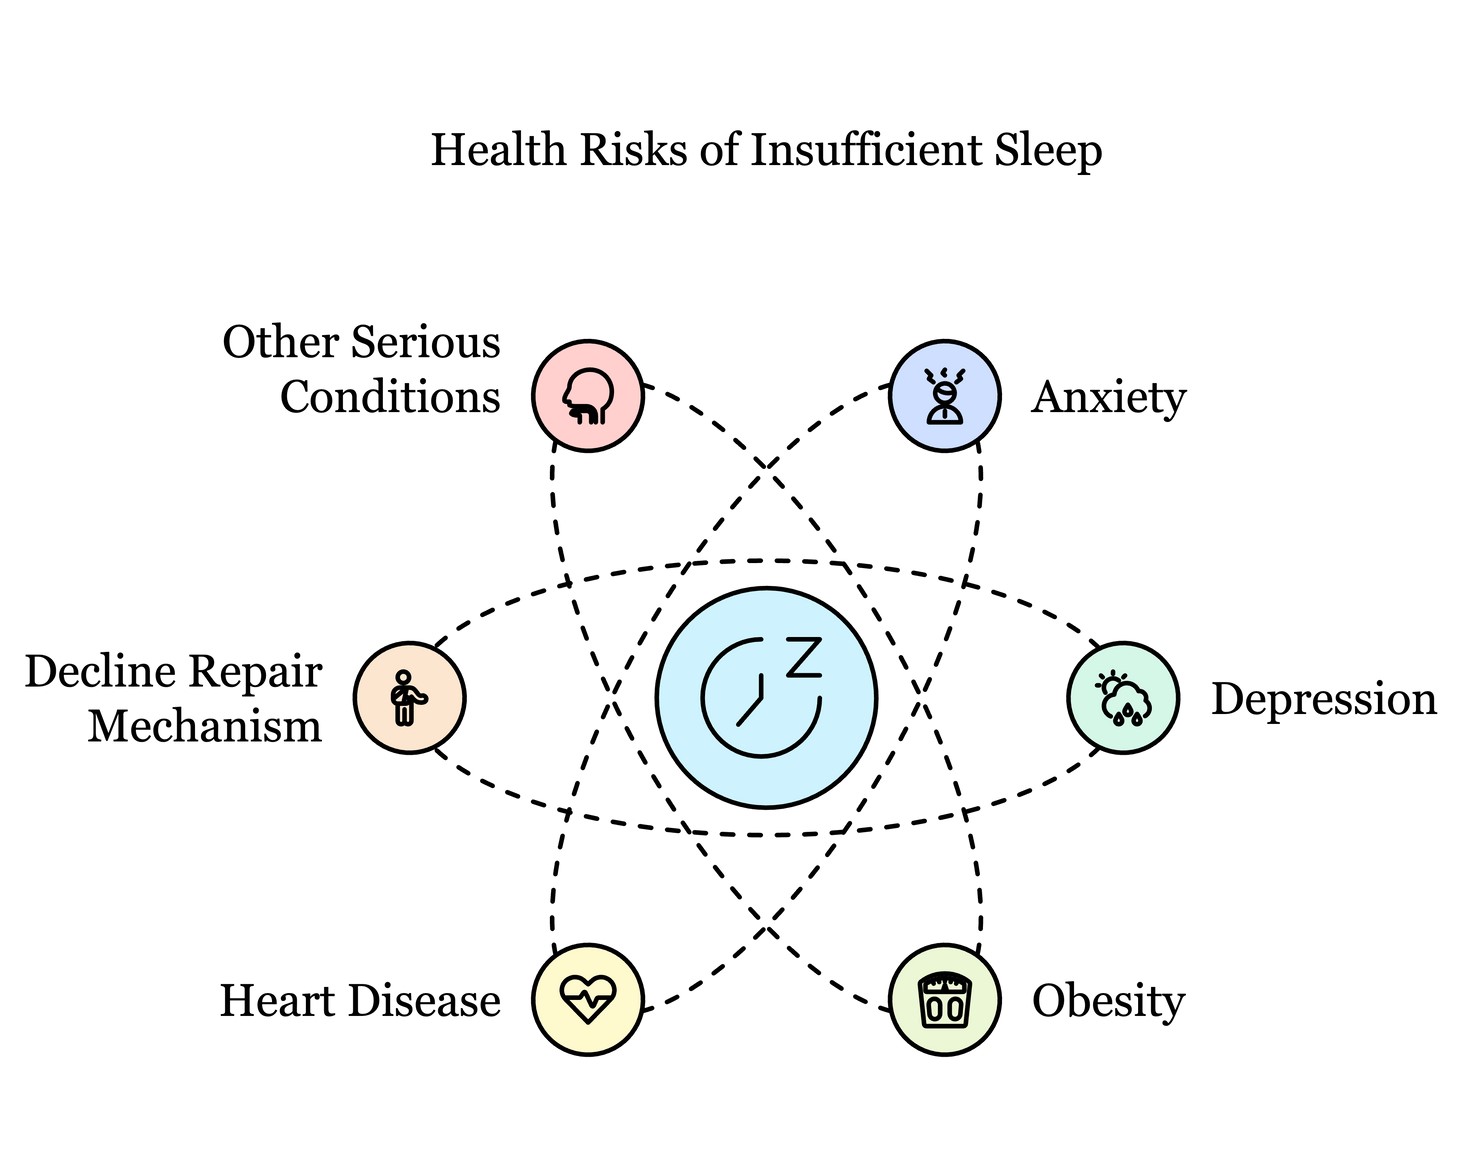 Health Risks of Insufficient Sleep
Other Serious
Conditions
Anxiety
Decline Repair
Mechanism
Depression
Heart Disease
Obesity